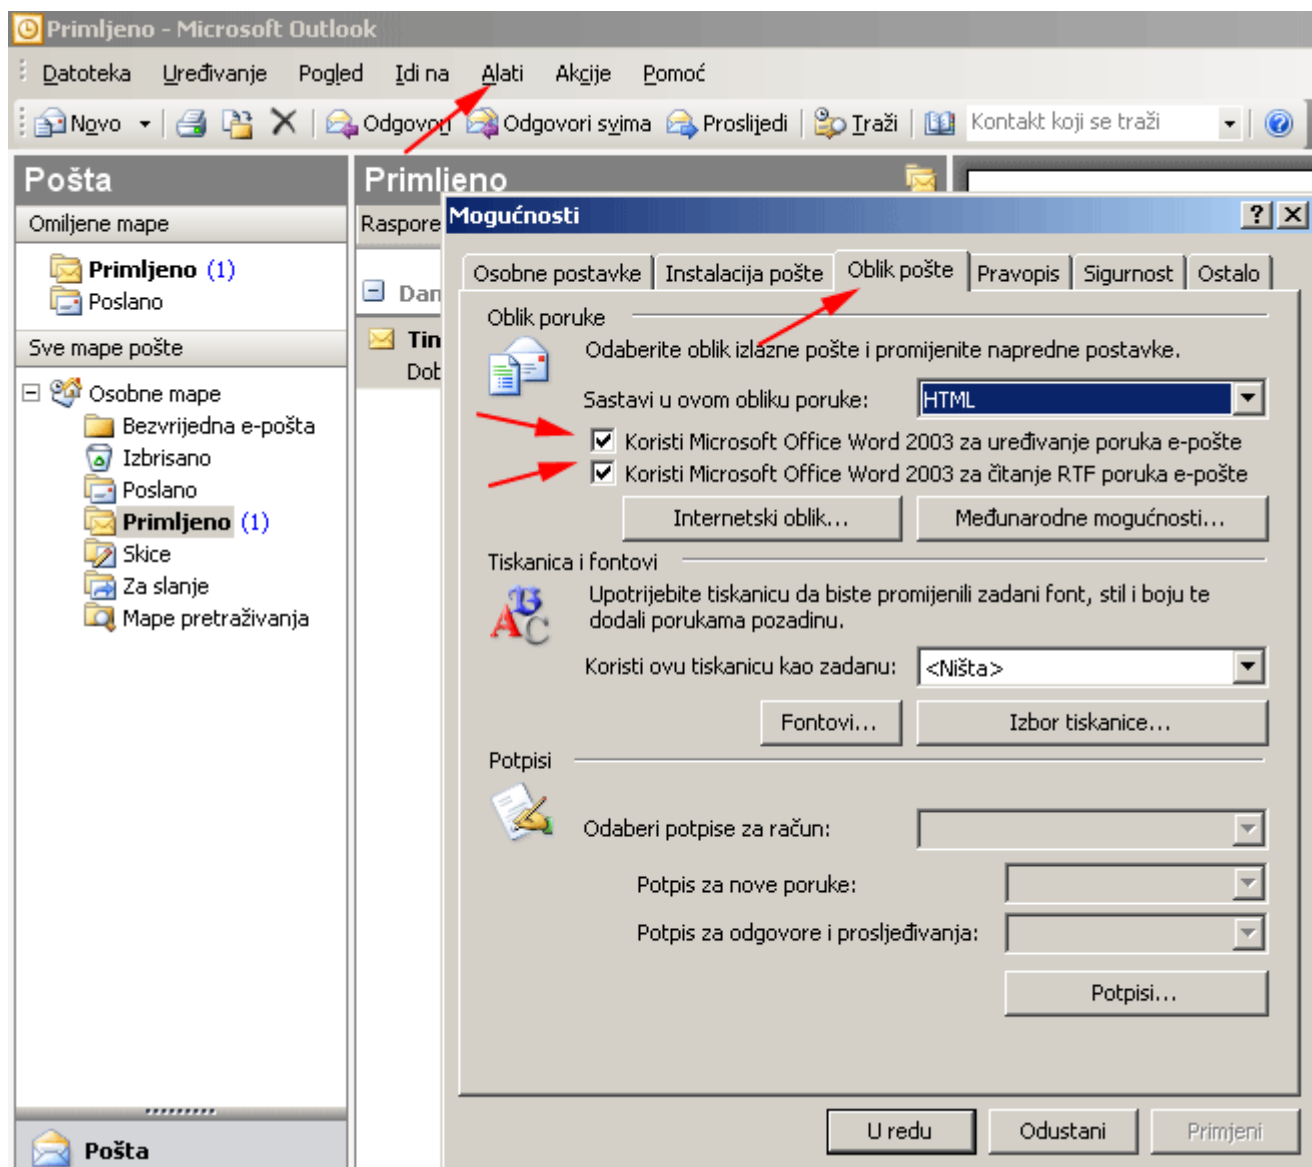 Primljeno - Microsoft Outlook
Datoteka Uređivanje Pogled Idi na Alati Akcije Pomoć
Novo Odgovori Odgovori svima Proslijedi Traži Kontakt koji se traži
Pošta
Primljeno
Omiljene mape
Raspore
Primljeno (1)
Poslano
Dan
Sve mape pošte
Tin
Dob
Osobne mape
Bezvrijedna e-pošta
Izbrisano
Poslano
Primljeno (1)
Skice
Za slanje
Mape pretraživanja
Pošta
Mogućnosti
Osobne postavke Instalacija pošte Oblik pošte Pravopis Sigurnost Ostalo
Oblik poruke
Odaberite oblik izlazne pošte i promijenite napredne postavke.
Sastavi u ovom obliku poruke: HTML
Koristi Microsoft Office Word 2003 za uređivanje poruka e-pošte
Koristi Microsoft Office Word 2003 za čitanje RTF poruka e-pošte
Internetski oblik... Međunarodne mogućnosti...
Tiskanica i fontovi
Upotrijebite tiskanicu da biste promijenili zadani font, stil i boju te
dodali porukama pozadinu.
Koristi ovu tiskanicu kao zadanu: <Ništa>
Fontovi... Izbor tiskanice...
Potpisi
Odaberi potpise za račun:
Potpis za nove poruke:
Potpis za odgovore i prosljeđivanja:
Potpisi...
U redu Odustani Primjeni